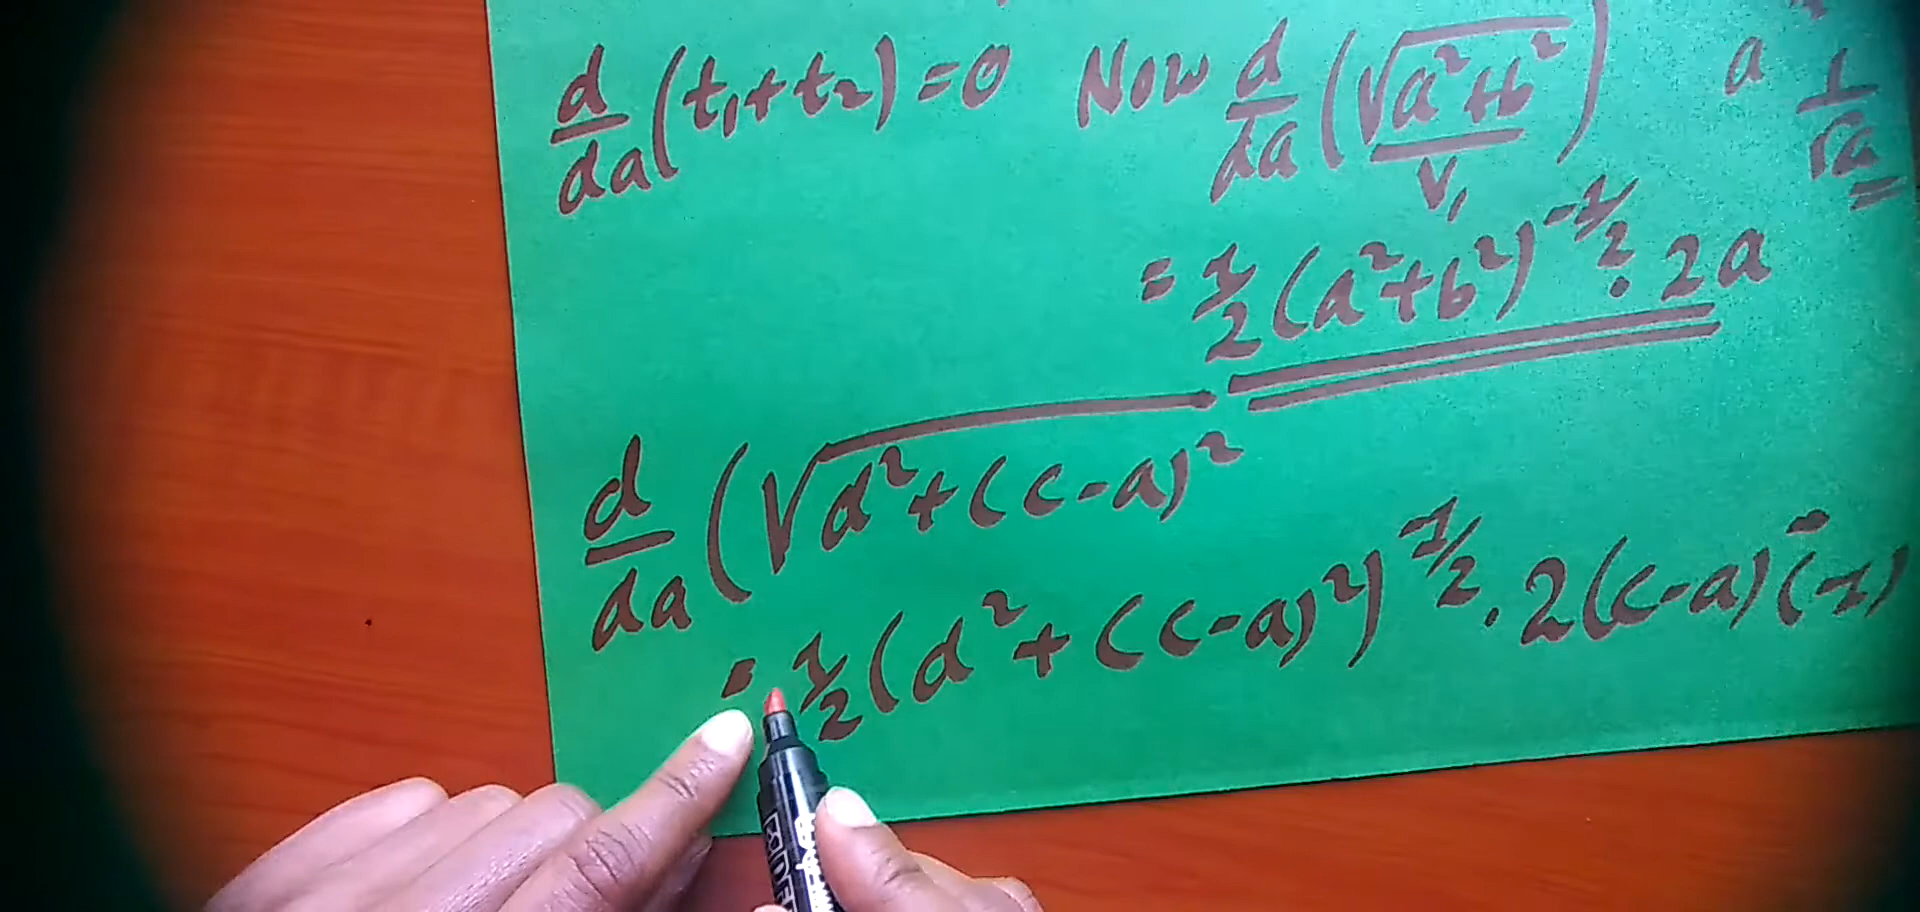 d/da (t₁+t₂) = 0 Now d/da (√(a²+b²)/V₁)
a 1/√a
= 1/2 (a²+b²)^-1/2 . 2a
d/da (√(d²+(c-a)²
= 1/2 (d²+(c-a)²)^-1/2 . 2(c-a)(-1)